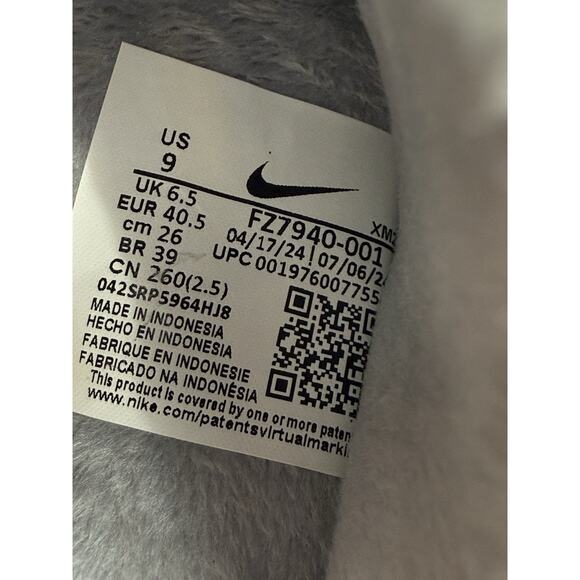 US
9
UK 6.5
EUR 40.5
cm 26
BR 39
CN 260(2.5)
042SRP5964HJ8
FZ7940-001
04/17/24 07/06/24
UPC 0019760077
MADE IN INDONESIA
HECHO EN INDONESIA
FABRIQUE EN INDONESIE
FABRICADO NA INDONÉSIA
This product is covered by one or more
www.nike.com/patentsvirtualmarki